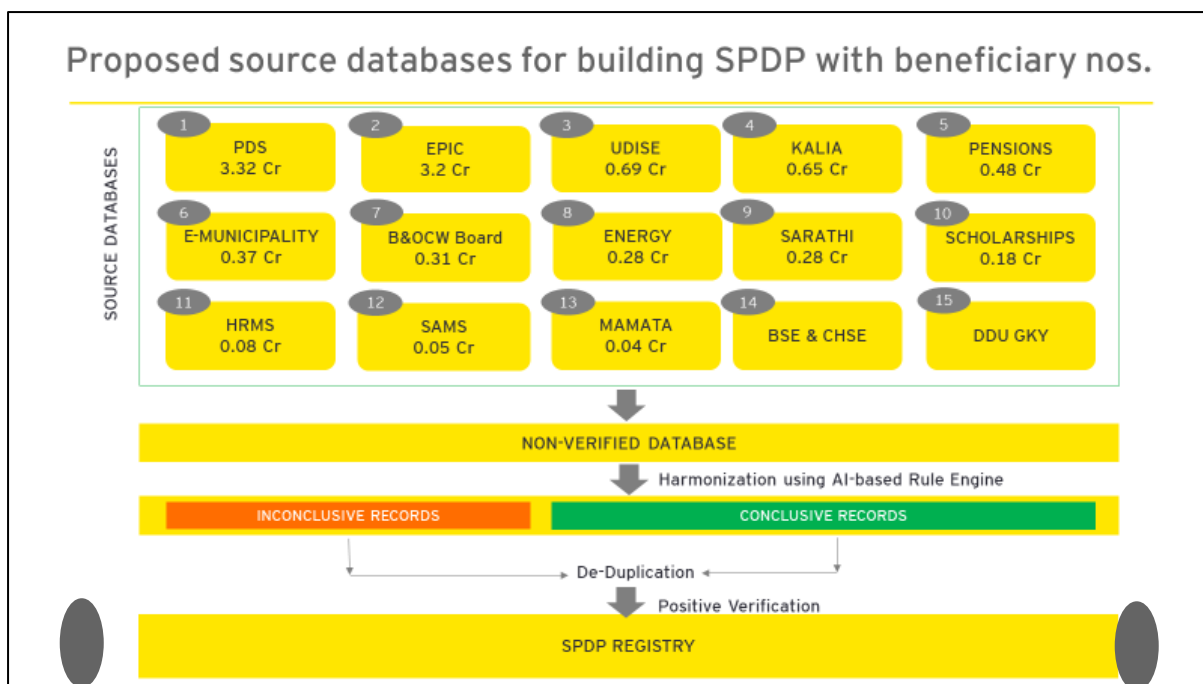 Proposed source databases for building SPDP with beneficiary nos.
SOURCE DATABASES
1
PDS
3.32 Cr
2
EPIC
3.2 Cr
3
UDISE
0.69 Cr
4
KALIA
0.65 Cr
5
PENSIONS
0.48 Cr
6
E-MUNICIPALITY
0.37 Cr
7
B&OCW Board
0.31 Cr
8
ENERGY
0.28 Cr
9
SARATHI
0.28 Cr
10
SCHOLARSHIPS
0.18 Cr
11
HRMS
0.08 Cr
12
SAMS
0.05 Cr
13
MAMATA
0.04 Cr
14
BSE & CHSE
15
DDU GKY
NON-VERIFIED DATABASE
Harmonization using AI-based Rule Engine
INCONCLUSIVE RECORDS
CONCLUSIVE RECORDS
De-Duplication
Positive Verification
SPDP REGISTRY